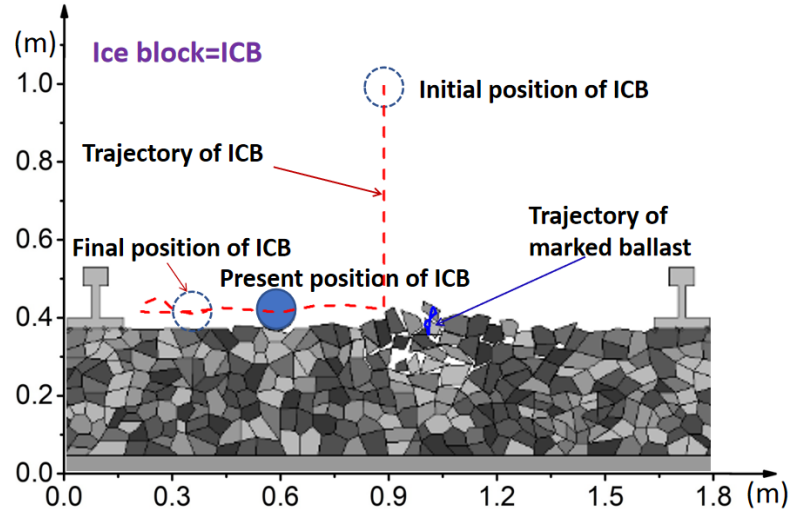 (m)
Ice block=ICB
1.0
Initial position of ICB
0.8
Trajectory of ICB
0.6
Trajectory of
marked ballast
Final position of ICB
Present position of ICB
0.4
0.2
0.0
0.0 0.3 0.6 0.9 1.2 1.5 1.8 (m)